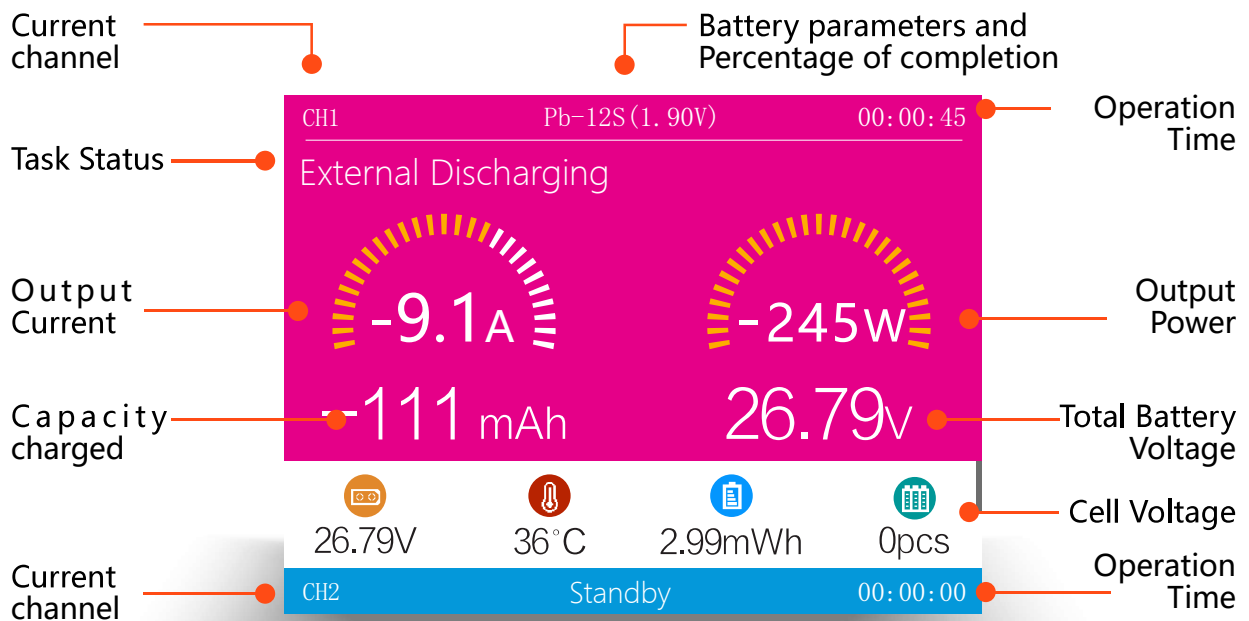 Current
channel
Battery parameters and
Percentage of completion
CH1
Pb-12S(1.90V)
00:00:45
Operation
Time
Task Status
External Discharging
Output
Current
-9.1A
-245W
Output
Power
Capacity
charged
-111 mAh
26.79V
Total Battery
Voltage
26.79V
36°C
2.99mWh
0pcs
Cell Voltage
Current
channel
CH2
Standby
00:00:00
Operation
Time